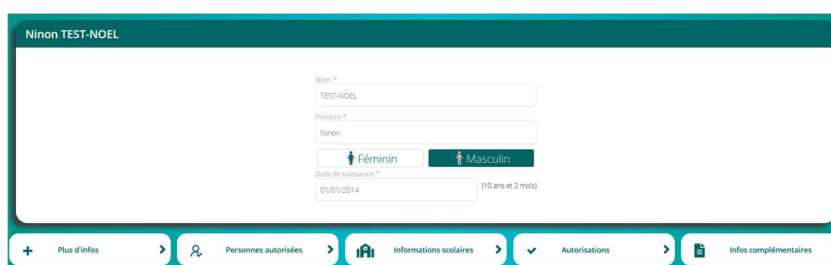 Ninon TEST-NOEL
Nom *
TEST-NOEL
Prénom *
Ninon
Féminin Masculin
Date de naissance *
01/01/2014 (10 ans et 2 mois)
Plus d'infos Personnes autorisées Informations scolaires Autorisations Infos complémentaires